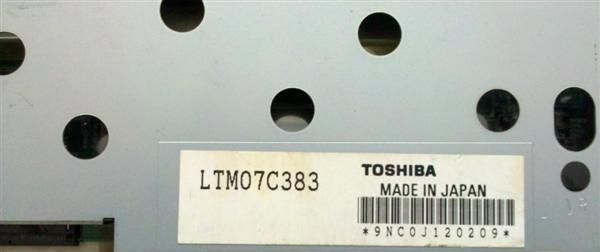 LTM07C383
TOSHIBA
MADE IN JAPAN
*9NC0J120209*